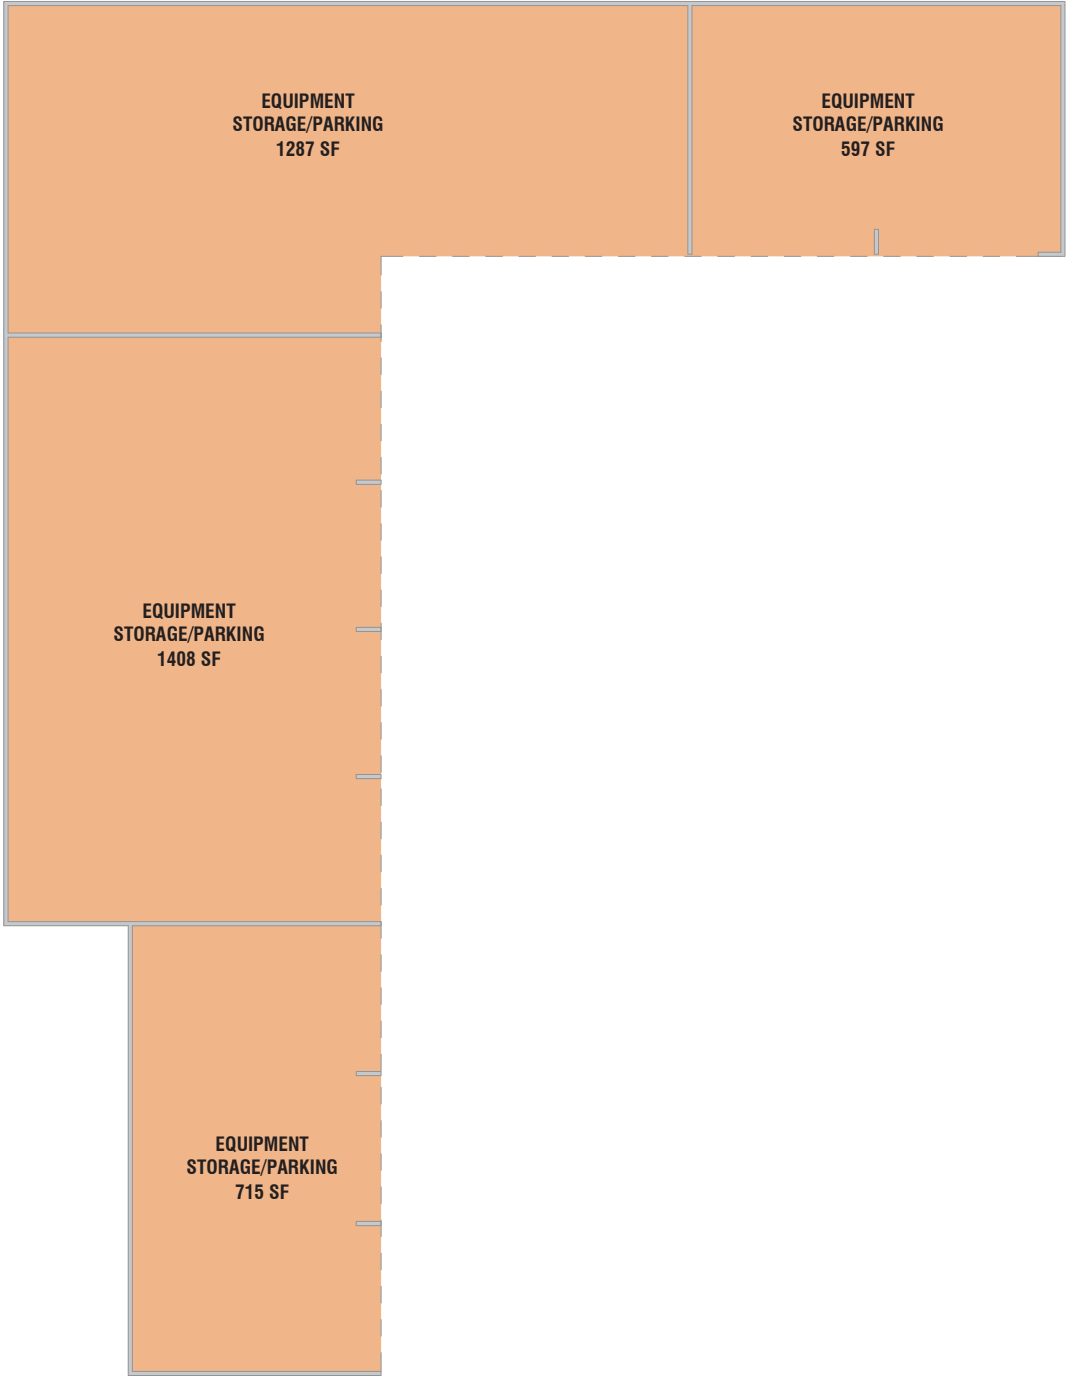 EQUIPMENT
STORAGE/PARKING
1287 SF
EQUIPMENT
STORAGE/PARKING
597 SF
EQUIPMENT
STORAGE/PARKING
1408 SF
EQUIPMENT
STORAGE/PARKING
715 SF